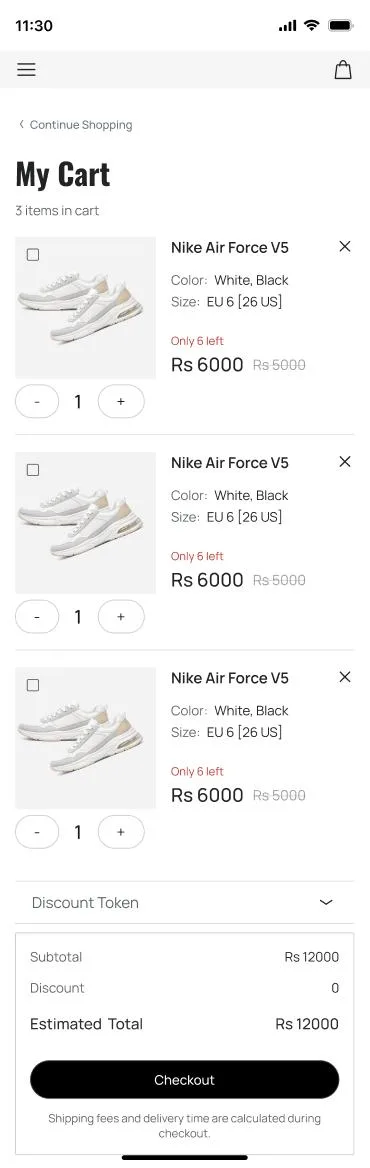 11:30
Continue Shopping
My Cart
3 items in cart
Nike Air Force V5
Color: White, Black
Size: EU 6 [26 US]
Only 6 left
Rs 6000 Rs 5000
- 1 +
Nike Air Force V5
Color: White, Black
Size: EU 6 [26 US]
Only 6 left
Rs 6000 Rs 5000
- 1 +
Nike Air Force V5
Color: White, Black
Size: EU 6 [26 US]
Only 6 left
Rs 6000 Rs 5000
- 1 +
Discount Token
Subtotal Rs 12000
Discount 0
Estimated Total Rs 12000
Checkout
Shipping fees and delivery time are calculated during
checkout.